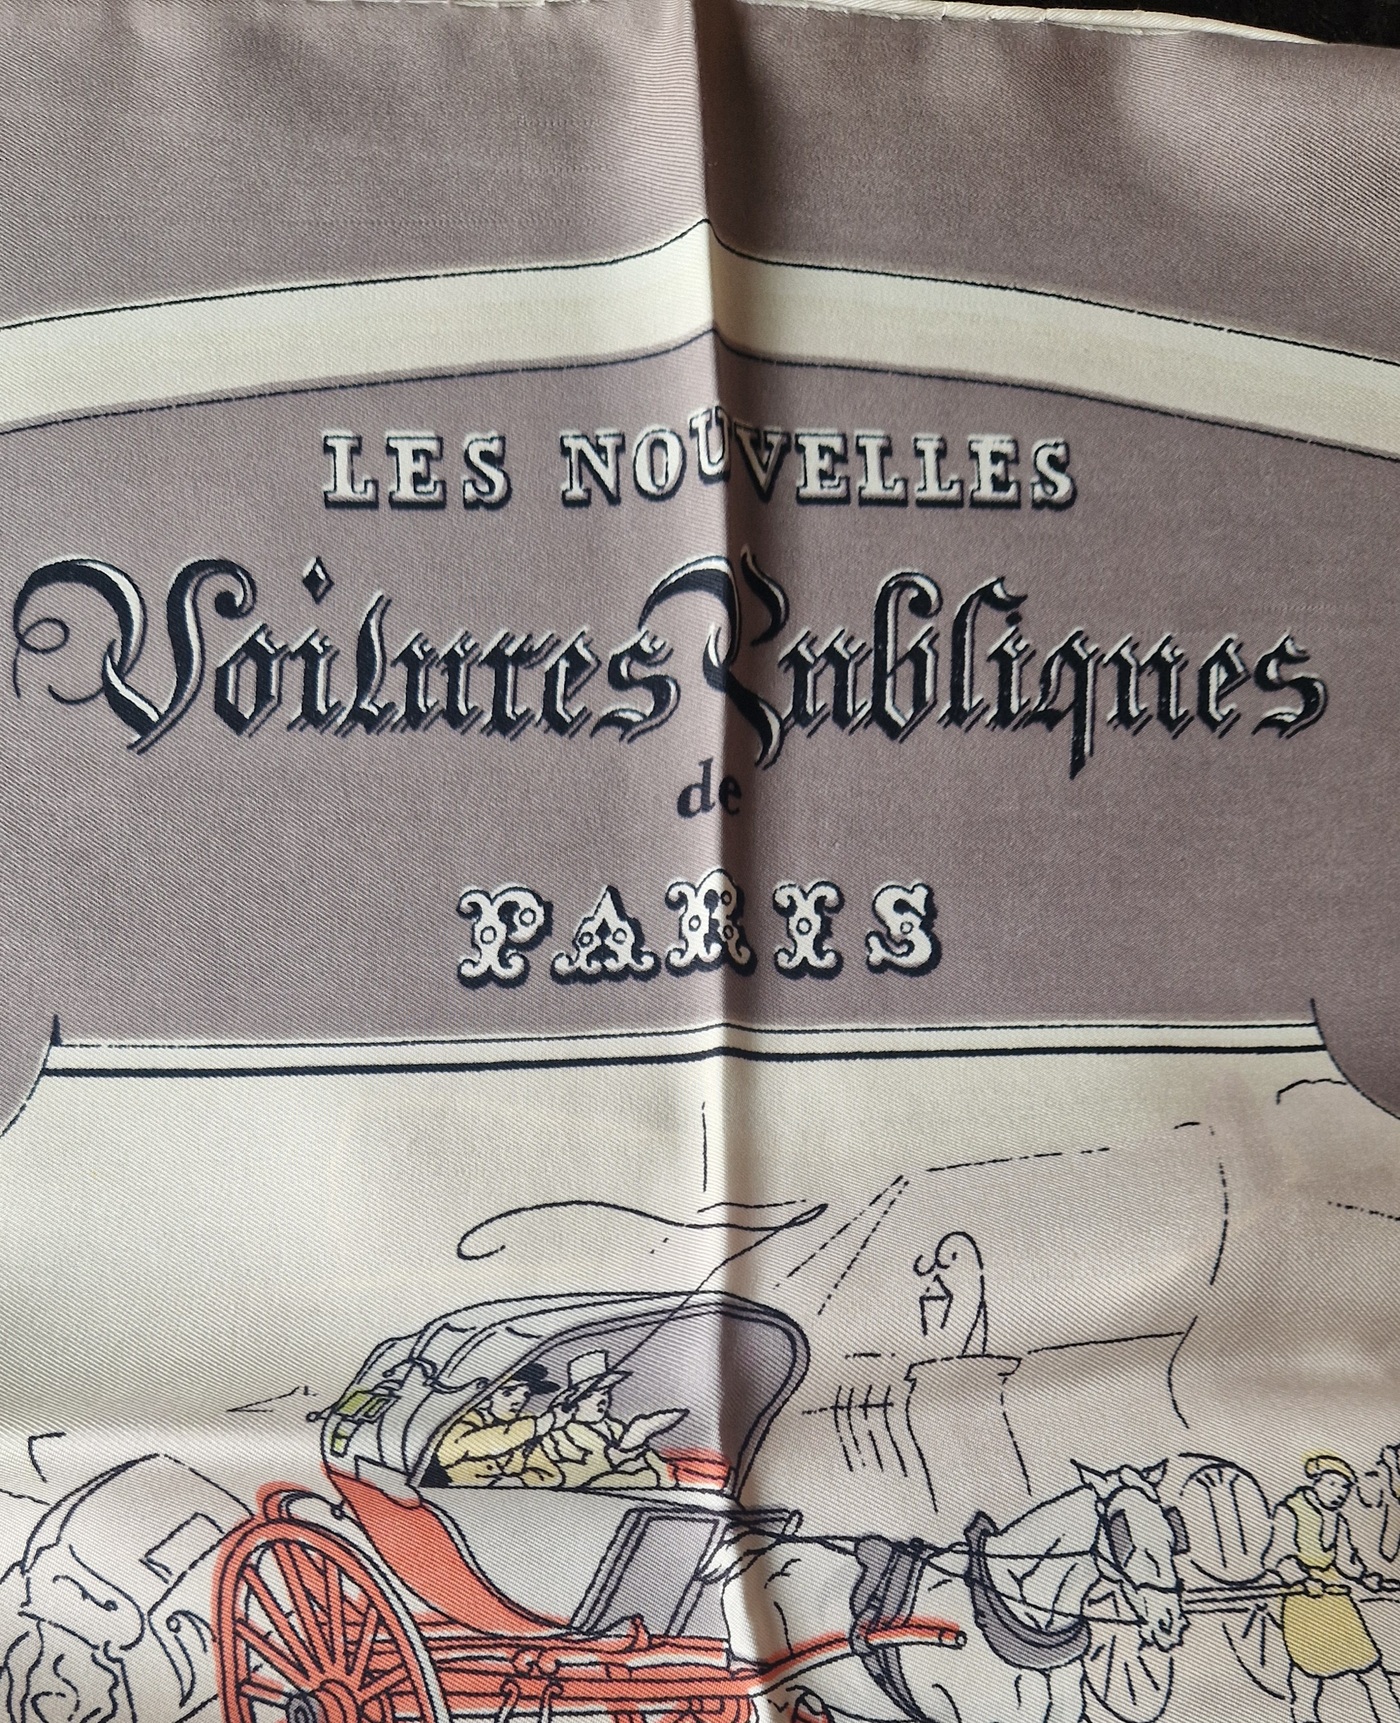 LES NOUVELLES
Voitures Publiques
de
PARIS